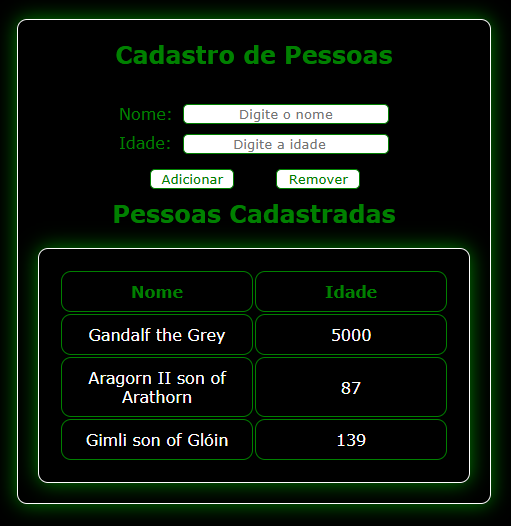 Cadastro de Pessoas
Nome: Digite o nome
Idade: Digite a idade
Adicionar Remover
Pessoas Cadastradas
Nome Idade
Gandalf the Grey 5000
Aragorn II son of
Arathorn 87
Gimli son of Glóin 139